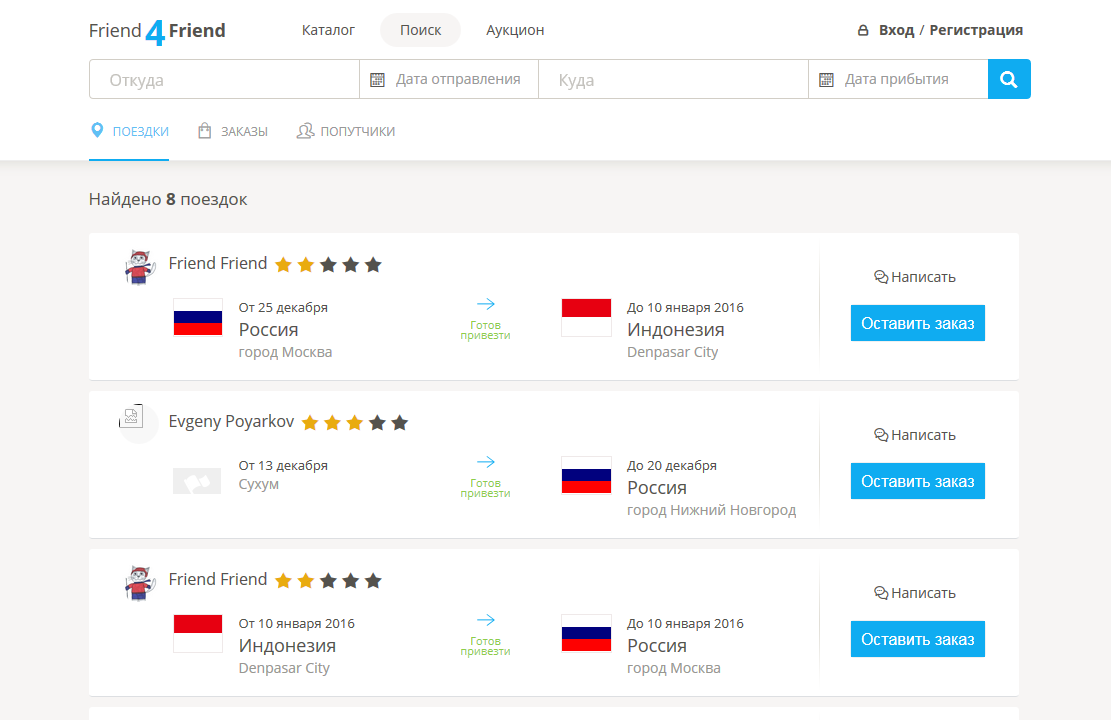 Friend 4 Friend Каталог Поиск Аукцион Вход / Регистрация
Откуда Дата отправления Куда Дата прибытия
ПОЕЗДКИ ЗАКАЗЫ ПОПУТЧИКИ
Найдено 8 поездок
Friend Friend
Написать
От 25 декабря
Россия
город Москва
Готов
привезти
До 10 января 2016
Индонезия
Denpasar City
Оставить заказ
Evgeny Poyarkov
Написать
От 13 декабря
Сухум
Готов
привезти
До 20 декабря
Россия
город Нижний Новгород
Оставить заказ
Friend Friend
Написать
От 10 января 2016
Индонезия
Denpasar City
Готов
привезти
До 10 января 2016
Россия
город Москва
Оставить заказ